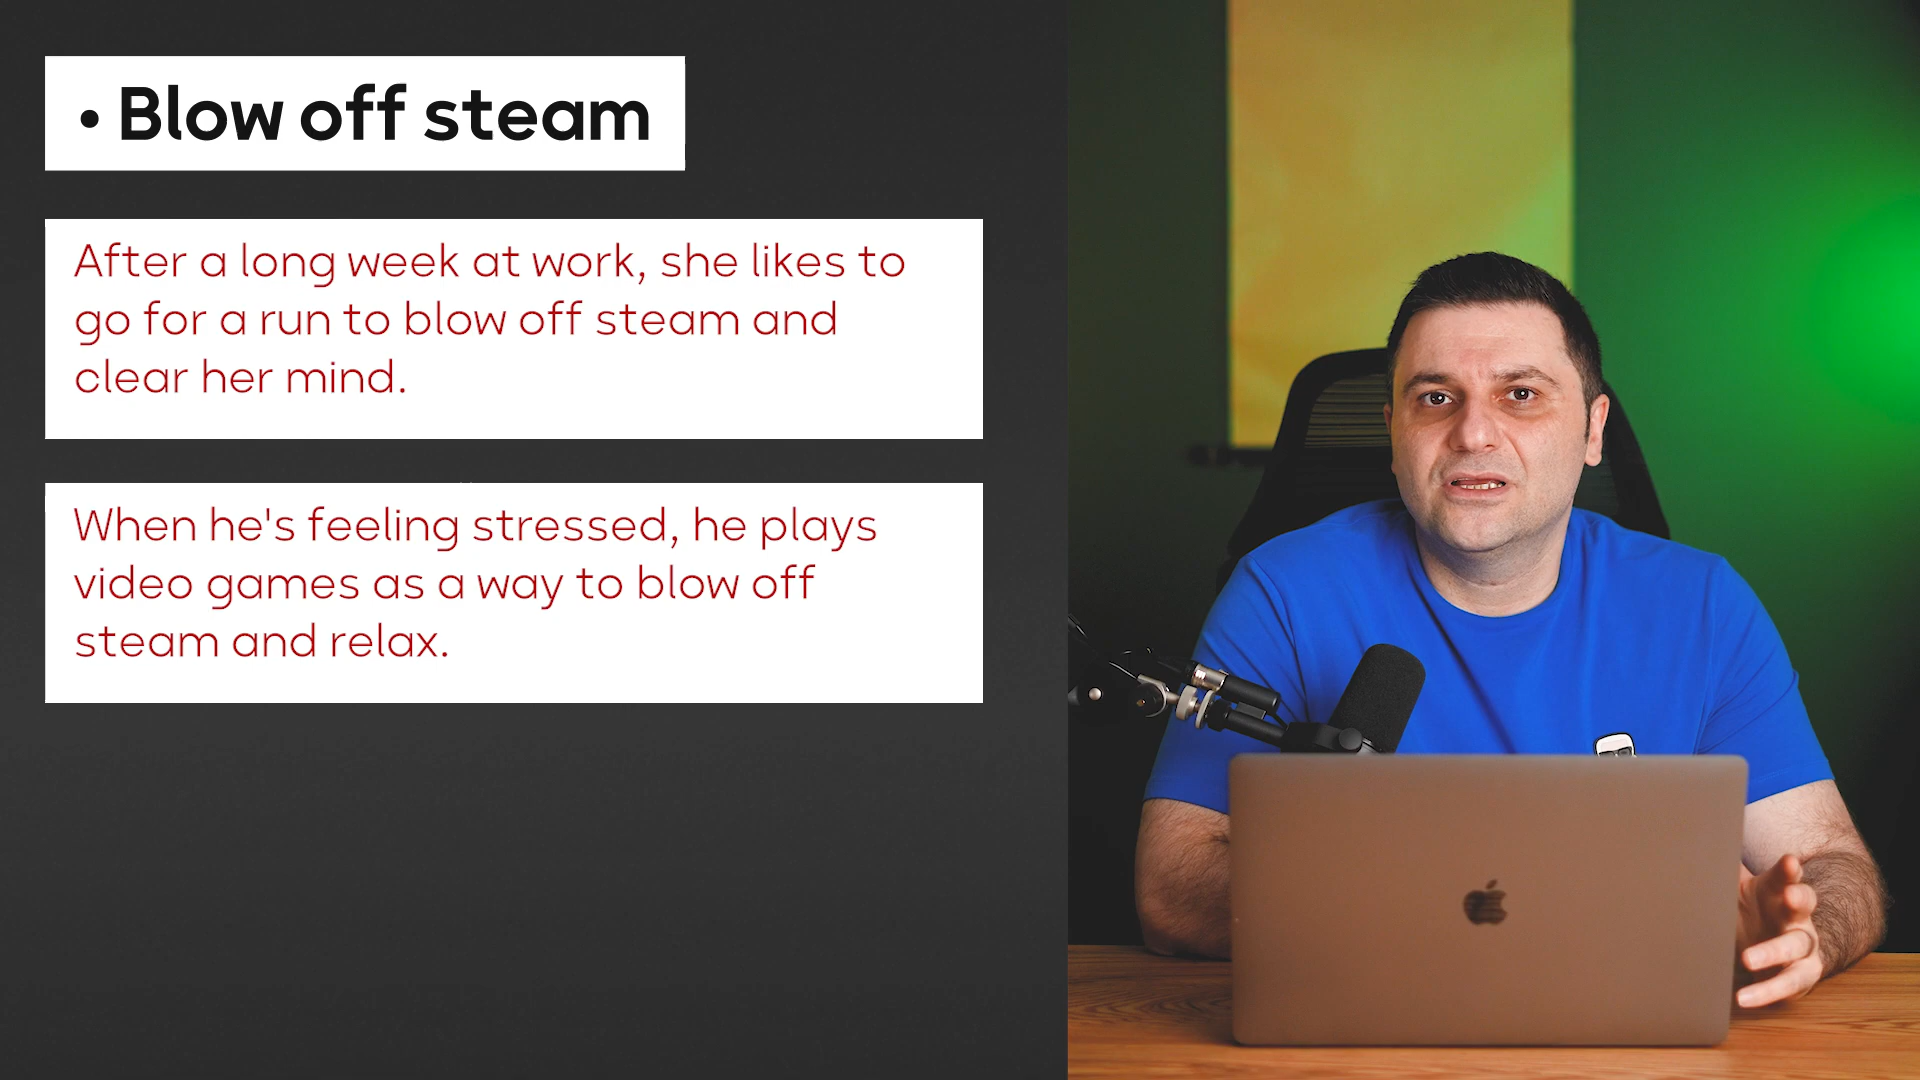 • Blow off steam
After a long week at work, she likes to
go for a run to blow off steam and
clear her mind.
When he's feeling stressed, he plays
video games as a way to blow off
steam and relax.